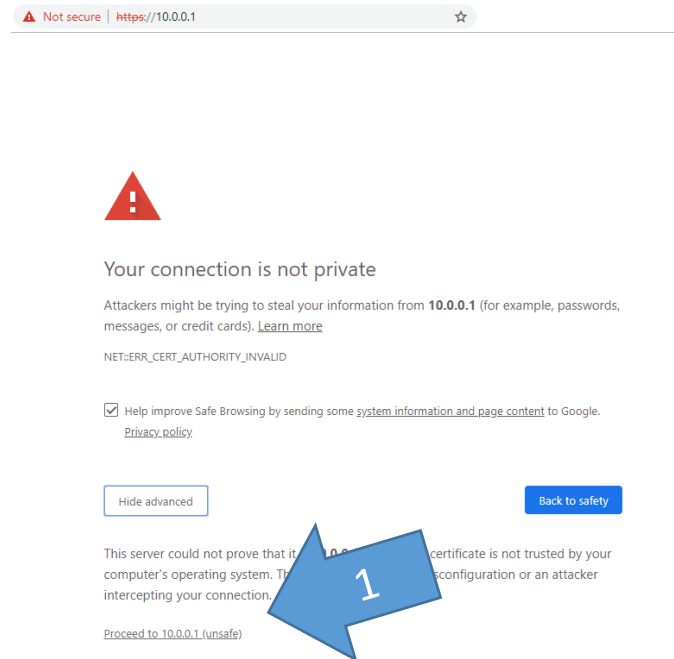 Not secure | https://10.0.0.1
Your connection is not private
Attackers might be trying to steal your information from 10.0.0.1 (for example, passwords,
messages, or credit cards). Learn more
NET::ERR_CERT_AUTHORITY_INVALID
Help improve Safe Browsing by sending some system information and page content to Google.
Privacy policy
Hide advanced
Back to safety
This server could not prove that it certificate is not trusted by your
computer's operating system. or an attacker
intercepting your connection.
1
Proceed to 10.0.0.1 (unsafe)